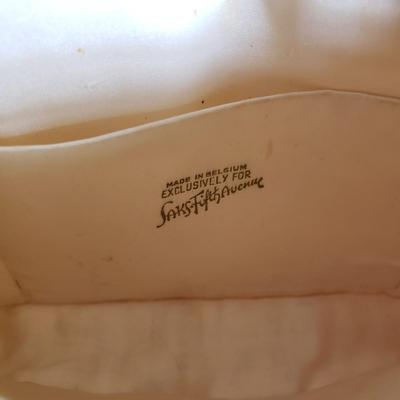 MADE IN BELGIUM
EXCLUSIVELY FOR
Saks Fifth Avenue